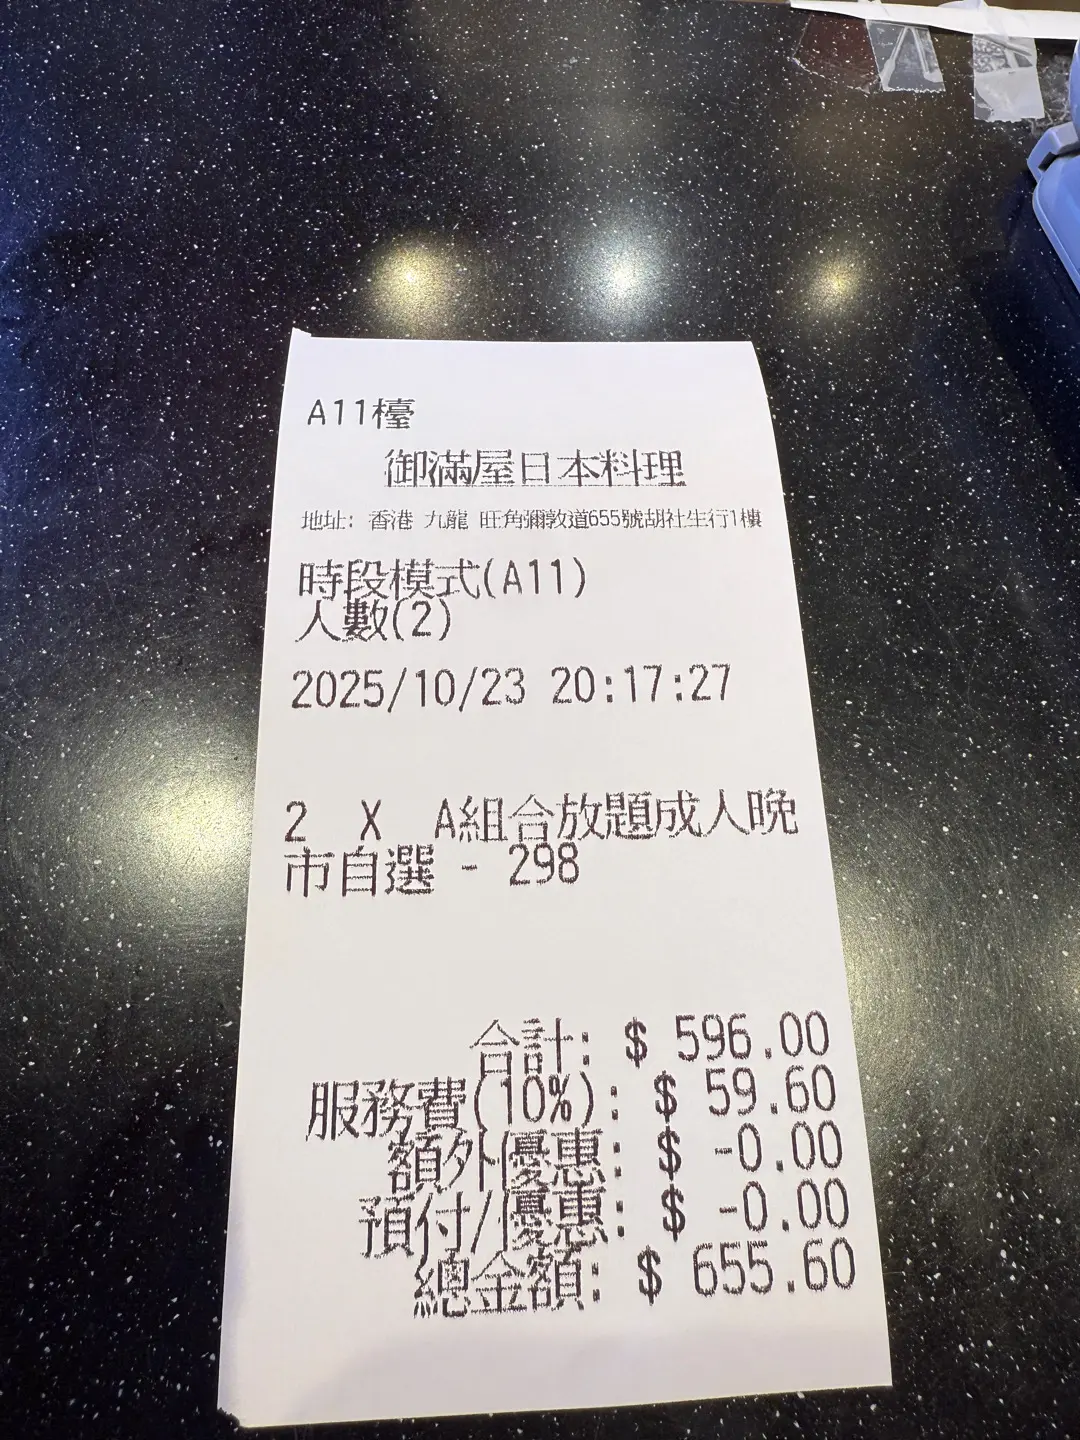 A11檯
御滿屋日本料理
地址: 香港 九龍 旺角彌敦道655號胡社生行1樓
時段模式(A11)
人數(2)
2025/10/23 20:17:27
2 X A組合放題成人晚
市自選 - 298
合計: $ 596.00
服務費(10%): $ 59.60
額外優惠: $ -0.00
預付/優惠: $ -0.00
總金額: $ 655.60